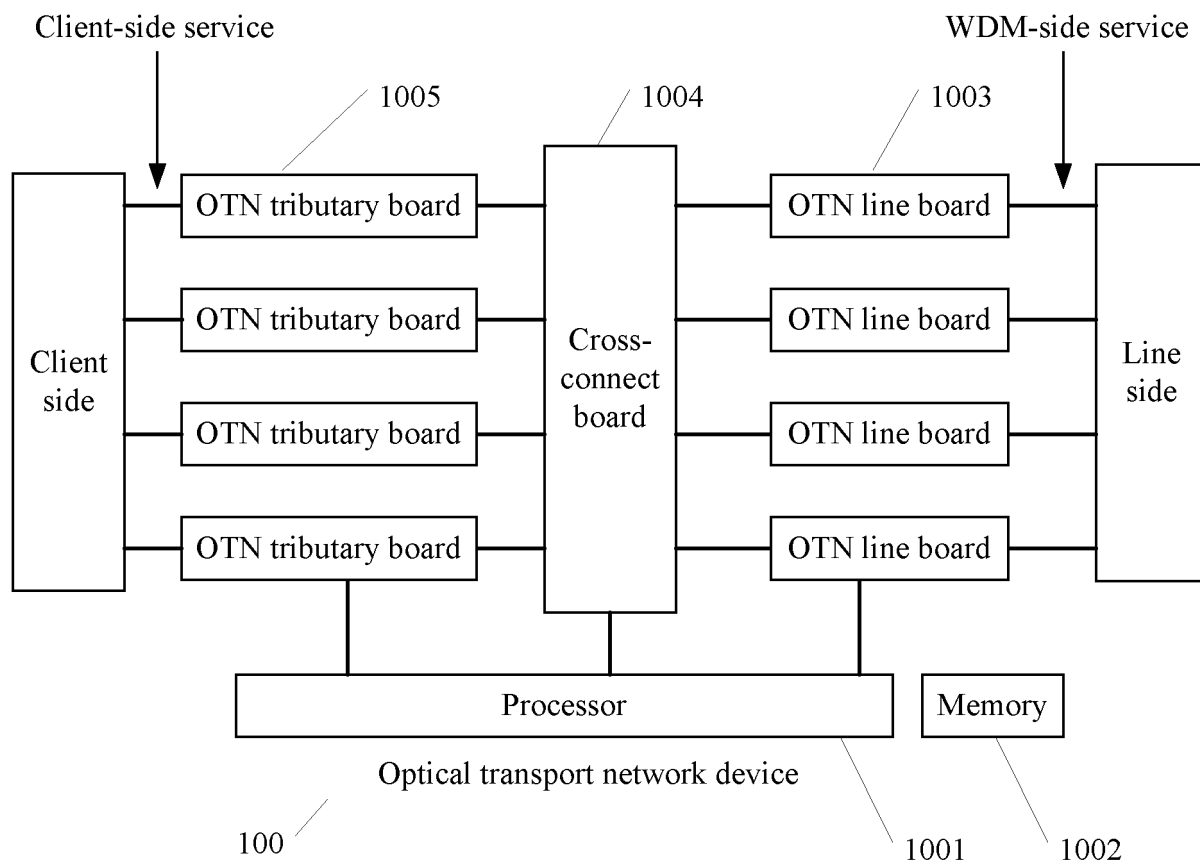 Client-side service
WDM-side service
1005
1004
1003
OTN tributary board
OTN line board
OTN tributary board
OTN line board
Client
side
Cross-
connect
board
Line
side
OTN tributary board
OTN line board
OTN tributary board
OTN line board
Processor
Memory
Optical transport network device
100
1001
1002